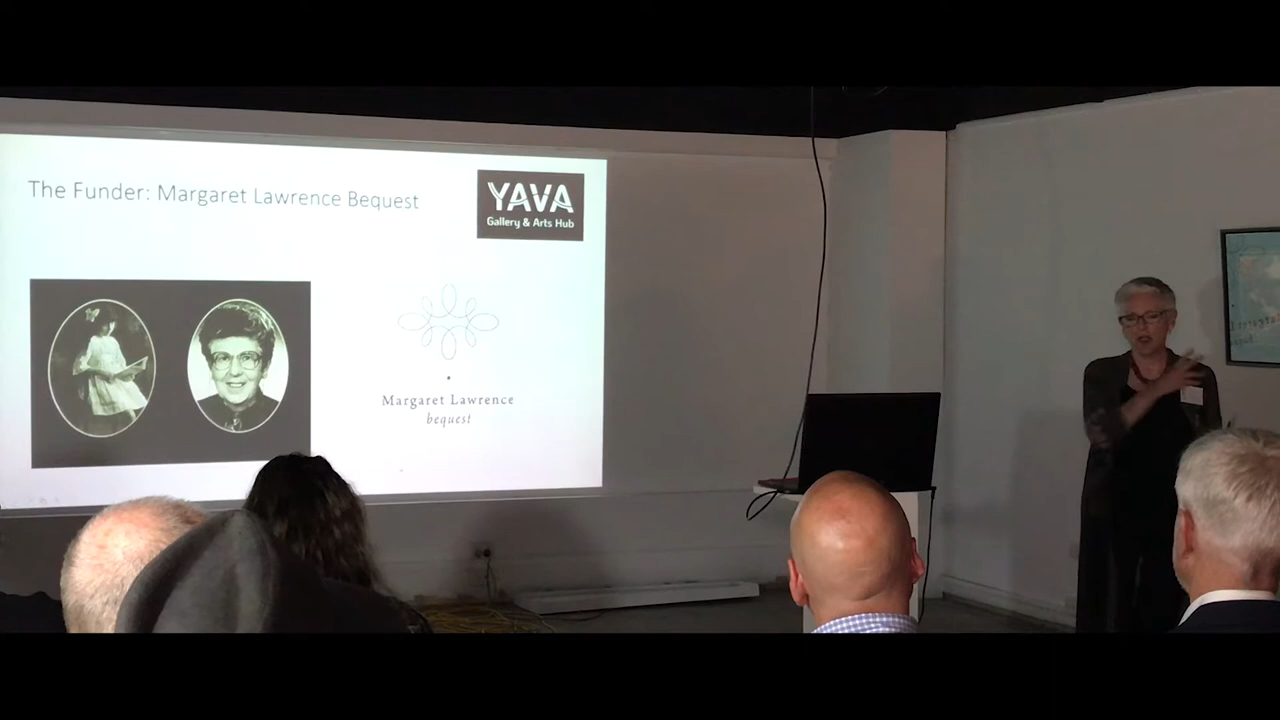 The Funder: Margaret Lawrence Bequest
YAVA
Gallery & Arts Hub
Margaret Lawrence
bequest